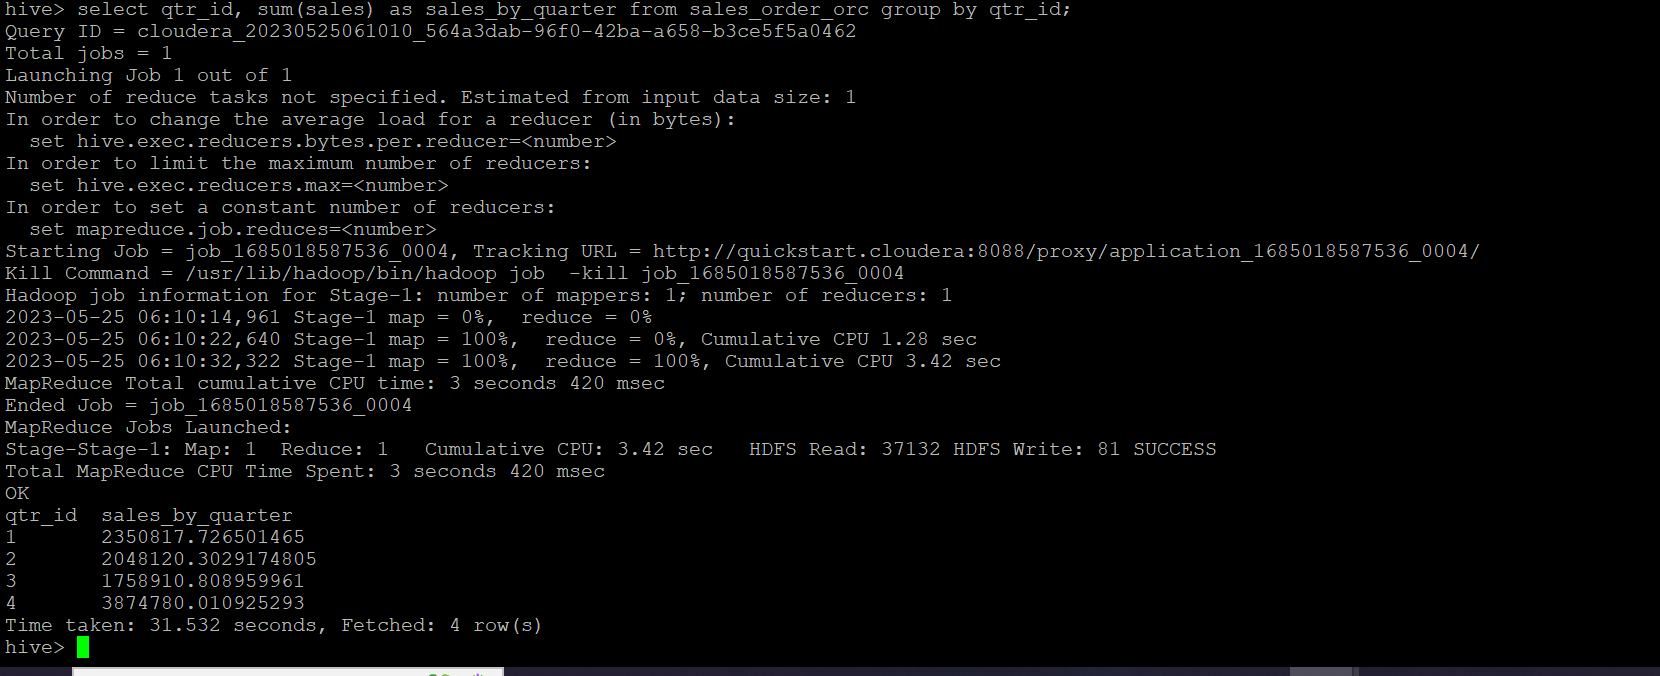 hive> select qtr_id, sum(sales) as sales_by_quarter from sales_order_orc group by qtr_id;
Query ID = cloudera_20230525061010_564a3dab-96f0-42ba-a658-b3ce5f5a0462
Total jobs = 1
Launching Job 1 out of 1
Number of reduce tasks not specified. Estimated from input data size: 1
In order to change the average load for a reducer (in bytes):
  set hive.exec.reducers.bytes.per.reducer=<number>
In order to limit the maximum number of reducers:
  set hive.exec.reducers.max=<number>
In order to set a constant number of reducers:
  set mapreduce.job.reduces=<number>
Starting Job = job_1685018587536_0004, Tracking URL = http://quickstart.cloudera:8088/proxy/application_1685018587536_0004/
Kill Command = /usr/lib/hadoop/bin/hadoop job  -kill job_1685018587536_0004
Hadoop job information for Stage-1: number of mappers: 1; number of reducers: 1
2023-05-25 06:10:14,961 Stage-1 map = 0%,  reduce = 0%
2023-05-25 06:10:22,640 Stage-1 map = 100%,  reduce = 0%, Cumulative CPU 1.28 sec
2023-05-25 06:10:32,322 Stage-1 map = 100%,  reduce = 100%, Cumulative CPU 3.42 sec
MapReduce Total cumulative CPU time: 3 seconds 420 msec
Ended Job = job_1685018587536_0004
MapReduce Jobs Launched:
Stage-Stage-1: Map: 1  Reduce: 1   Cumulative CPU: 3.42 sec   HDFS Read: 37132 HDFS Write: 81 SUCCESS
Total MapReduce CPU Time Spent: 3 seconds 420 msec
OK
qtr_id  sales_by_quarter
1       2350817.726501465
2       2048120.3029174805
3       1758910.808959961
4       3874780.010925293
Time taken: 31.532 seconds, Fetched: 4 row(s)
hive>